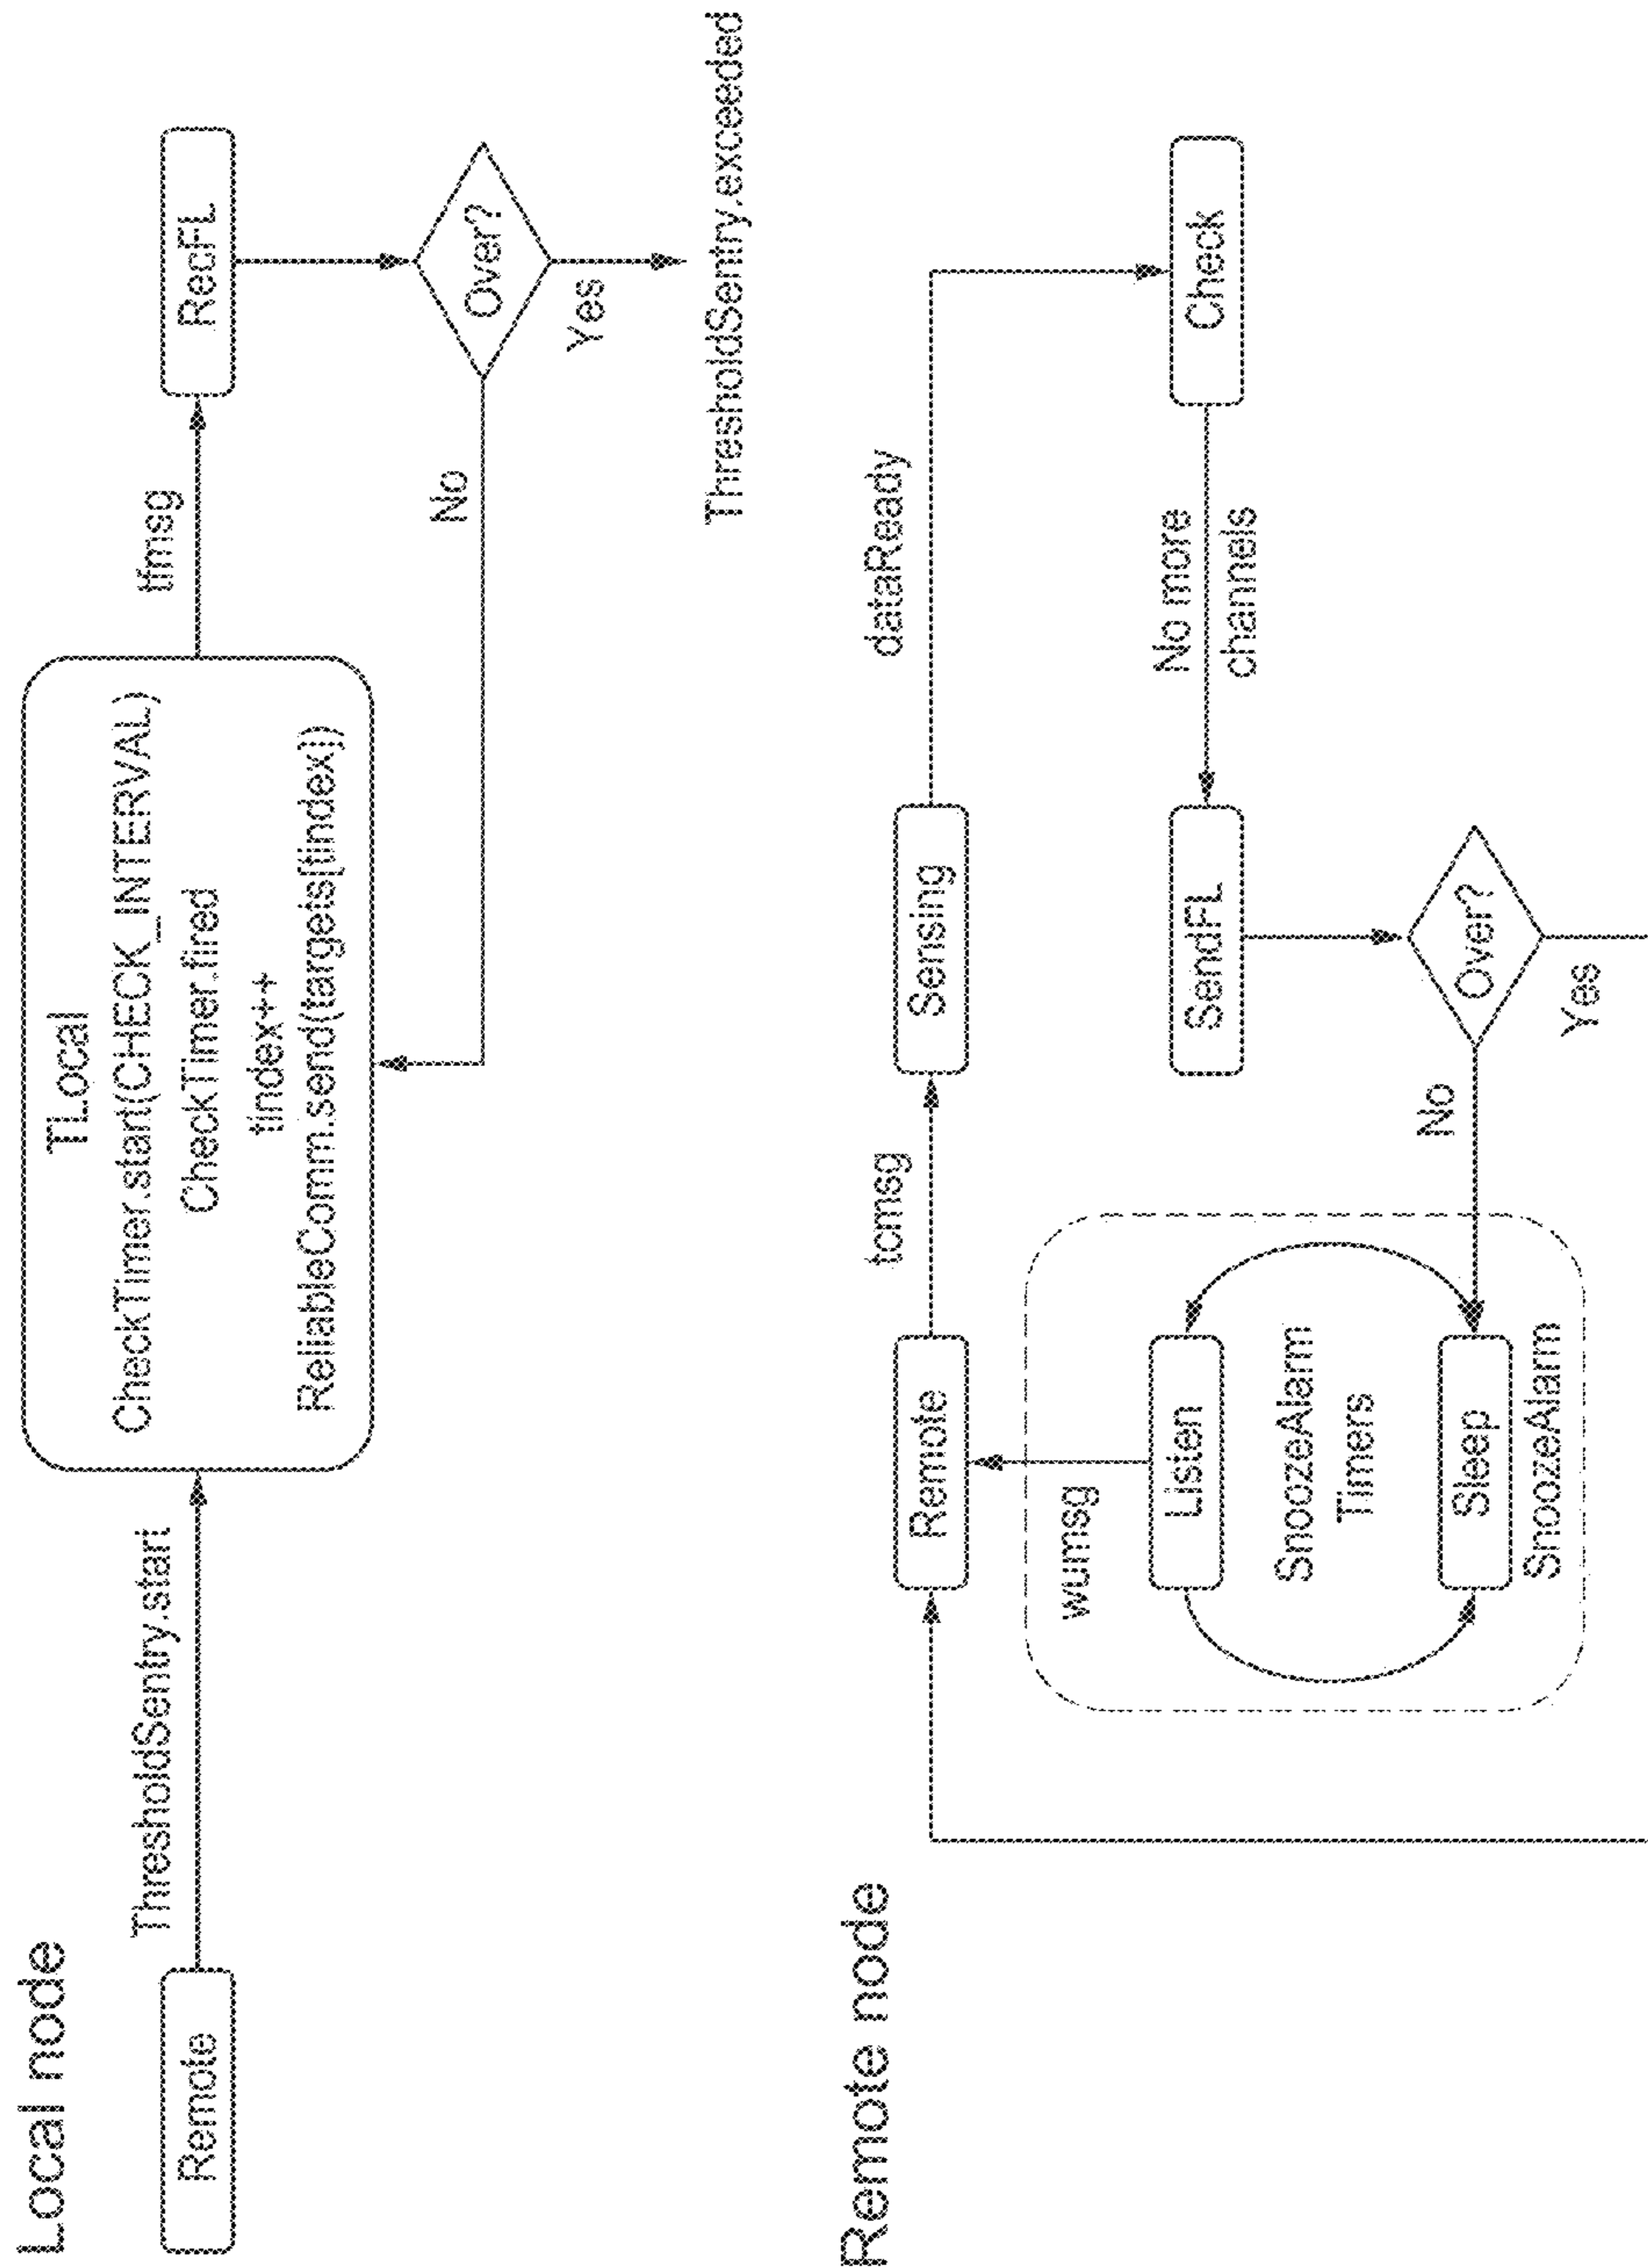 Local node
Remote
ThresholdSentry.start
TLocal
CheckTimer.start(CHECK_INTERVAL)
CheckTimer.fired
tindex++
ReliableComm.send(targets[tindex])
tfmsg
RecFL
Over?
No
Yes
ThresholdSentry.exceeded
Remote node
Remote
tcmsg
Sensing
dataReady
Check
No more
channels
SendFL
Over?
No
Yes
wumsg
Listen
SnoozeAlarm
Timers
Sleep
SnoozeAlarm